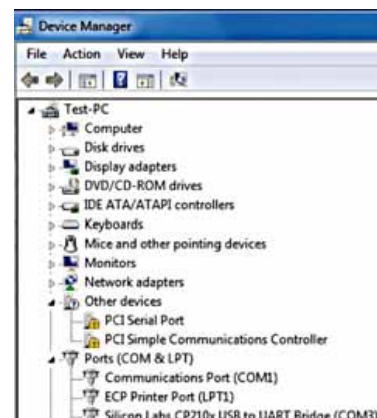 Device Manager
File Action View Help
Test-PC
Computer
Disk drives
Display adapters
DVD/CD-ROM drives
IDE ATA/ATAPI controllers
Keyboards
Mice and other pointing devices
Monitors
Network adapters
Other devices
PCI Serial Port
PCI Simple Communications Controller
Ports (COM & LPT)
Communications Port (COM1)
ECP Printer Port (LPT1)
Silicon Labs CP210x USB to UART Bridge (COM3)